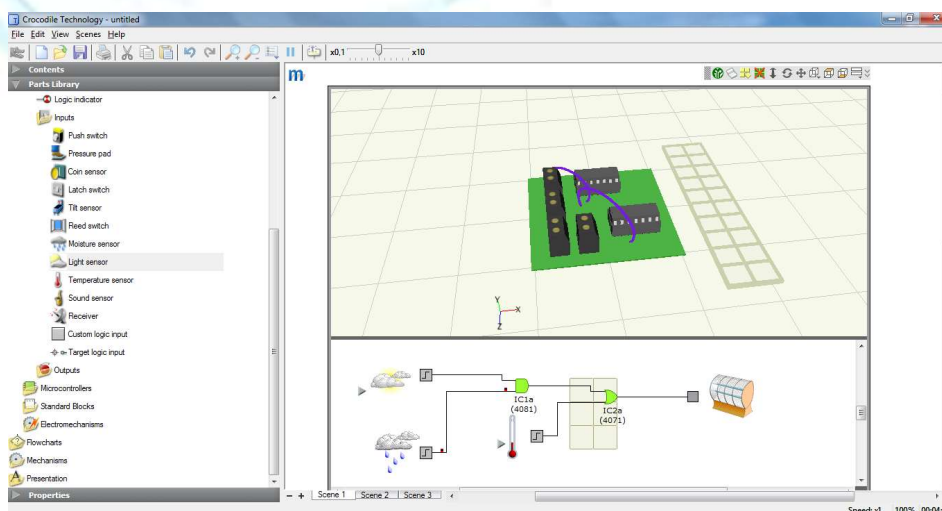 Crocodile Technology - untitled
File Edit View Scenes Help
x0,1 x10
Contents
Parts Library
Logic indicator
Inputs
Push switch
Pressure pad
Coin sensor
Latch switch
Tilt sensor
Reed switch
Moisture sensor
Light sensor
Temperature sensor
Sound sensor
Receiver
Custom logic input
Target logic input
Outputs
Microcontrollers
Standard Blocks
Electromechanisms
Flowcharts
Mechanisms
Presentation
Properties
m
Y
X
Z
IC1a
(4081)
IC2a
(4071)
Scene 1 Scene 2 Scene 3
Speed: x1 100%